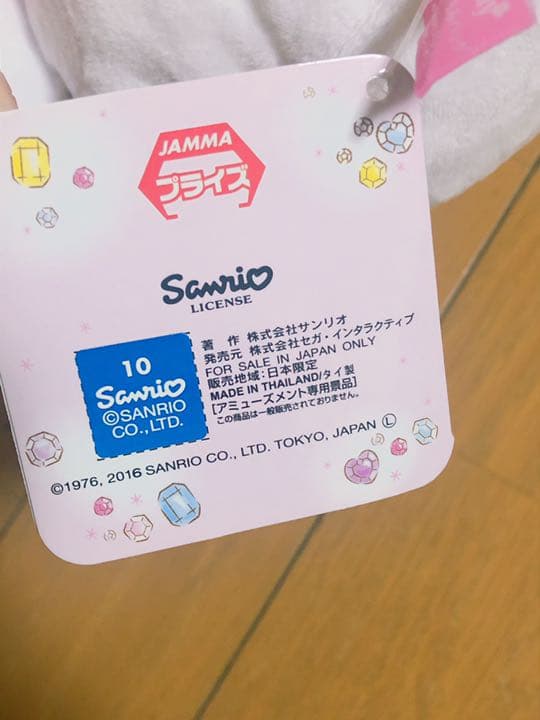 JAMMA
プライズ
Sanrio
LICENSE
著 作 株式会社サンリオ
発売元 株式会社セガ・インタラクティブ
FOR SALE IN JAPAN ONLY
販売地域:日本限定
MADE IN THAILAND/タイ製
[アミューズメント専用景品]
この商品は一般販売されておりません。
10
Sanrio
©SANRIO
CO.,LTD.
©1976, 2016 SANRIO CO., LTD. TOKYO, JAPAN Ⓛ